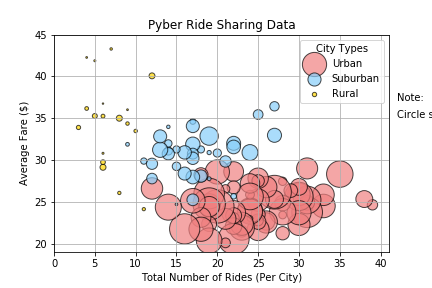 Pyber Ride Sharing Data
45
40
35
30
25
20
0
5
10
15
20
25
30
35
40
Average Fare ($)
Total Number of Rides (Per City)
City Types
Urban
Suburban
Rural
Note:
Circle s